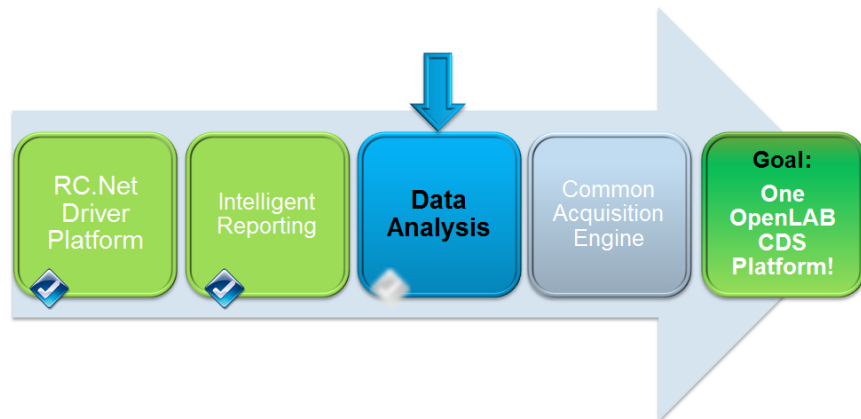 RC.Net
Driver
Platform
Intelligent
Reporting
Data
Analysis
Common
Acquisition
Engine
Goal:
One
OpenLAB
CDS
Platform!